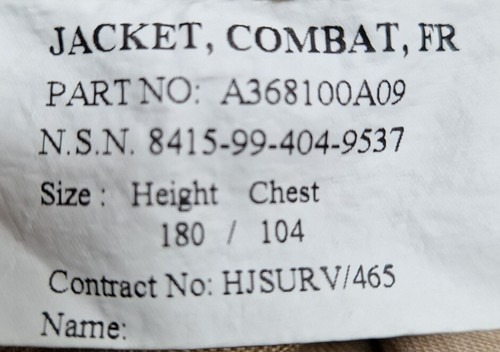 JACKET, COMBAT, FR
PART NO: A368100A09
N.S.N. 8415-99-404-9537
Size : Height Chest
180 / 104
Contract No: HJSURV/465
Name: